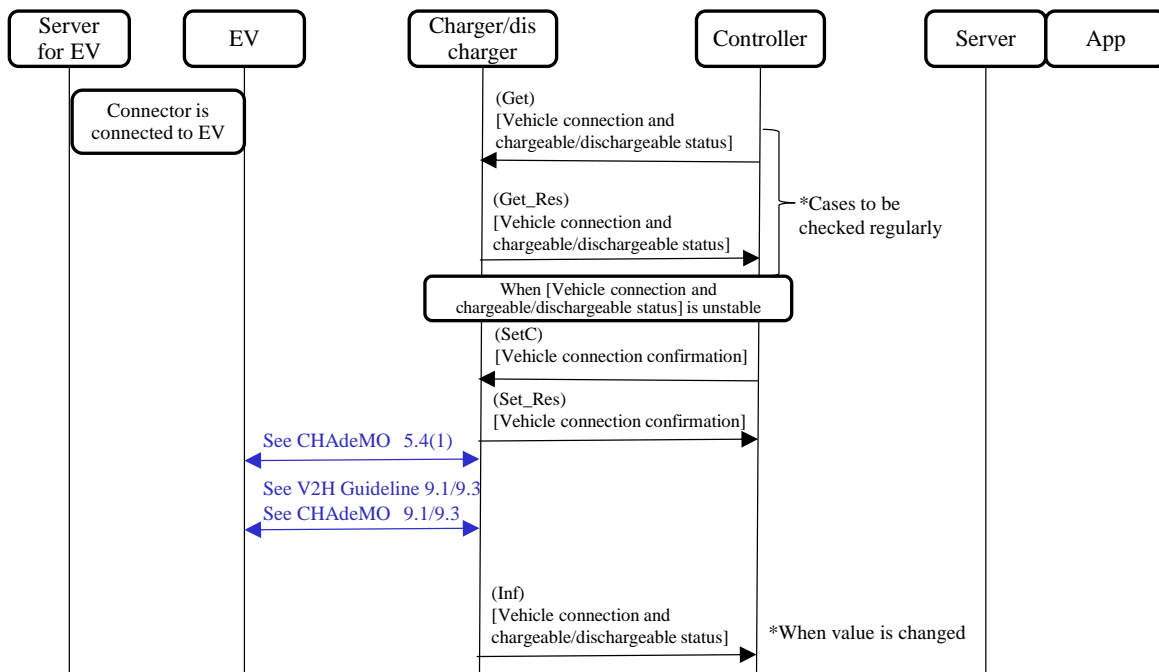 Server
for EV
EV
Charger/dis
charger
Controller
Server
App
Connector is
connected to EV
(Get)
[Vehicle connection and
chargeable/dischargeable status]
(Get_Res)
[Vehicle connection and
chargeable/dischargeable status]
*Cases to be
checked regularly
When [Vehicle connection and
chargeable/dischargeable status] is unstable
(SetC)
[Vehicle connection confirmation]
(Set_Res)
[Vehicle connection confirmation]
See CHAdeMO 5.4(1)
See V2H Guideline 9.1/9.3
See CHAdeMO 9.1/9.3
(Inf)
[Vehicle connection and
chargeable/dischargeable status]
*When value is changed